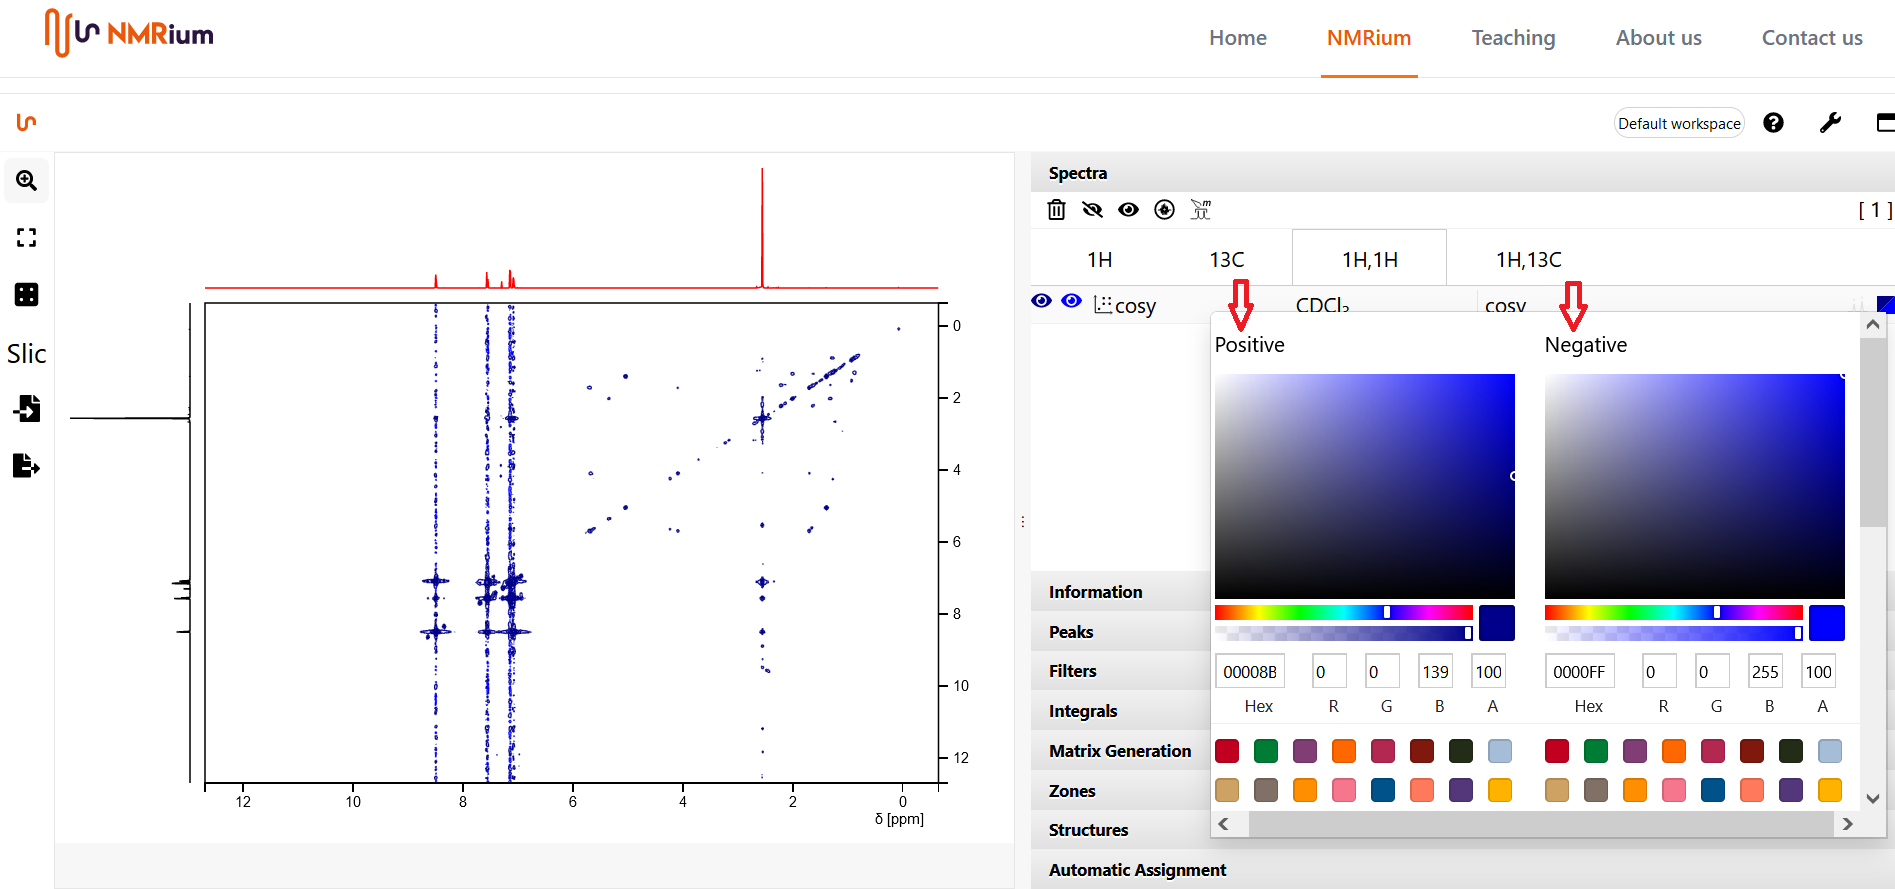 NMRium
Home NMRium Teaching About us Contact us
Default workspace
Spectra
[ 1 ]
1H 13C 1H,1H 1H,13C
cosy CDCl₃ cosy
Slic
Positive Negative
0
2
4
6
8
10
12
12 10 8 6 4 2 0
δ [ppm]
Information
Peaks
Filters
Integrals
Matrix Generation
Zones
Structures
Automatic Assignment
00008B 0 0 139 100 0000FF 0 0 255 100
Hex R G B A Hex R G B A